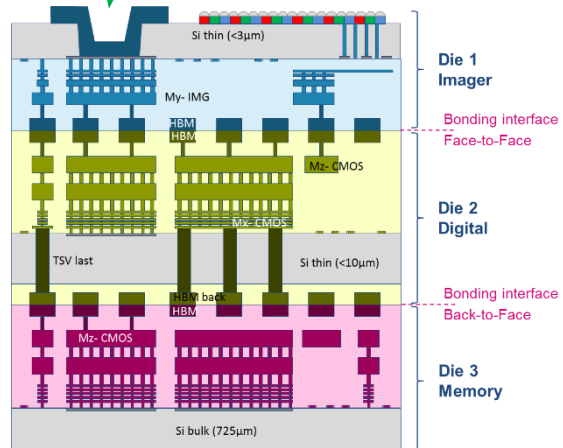 Si thin (<3µm)
Die 1
Imager
My- IMG
HBM
HBM
Bonding interface
Face-to-Face
Mz- CMOS
Mx- CMOS
Die 2
Digital
TSV last
Si thin (<10µm)
HBM back
HBM
Bonding interface
Back-to-Face
Mz- CMOS
Die 3
Memory
Si bulk (725µm)